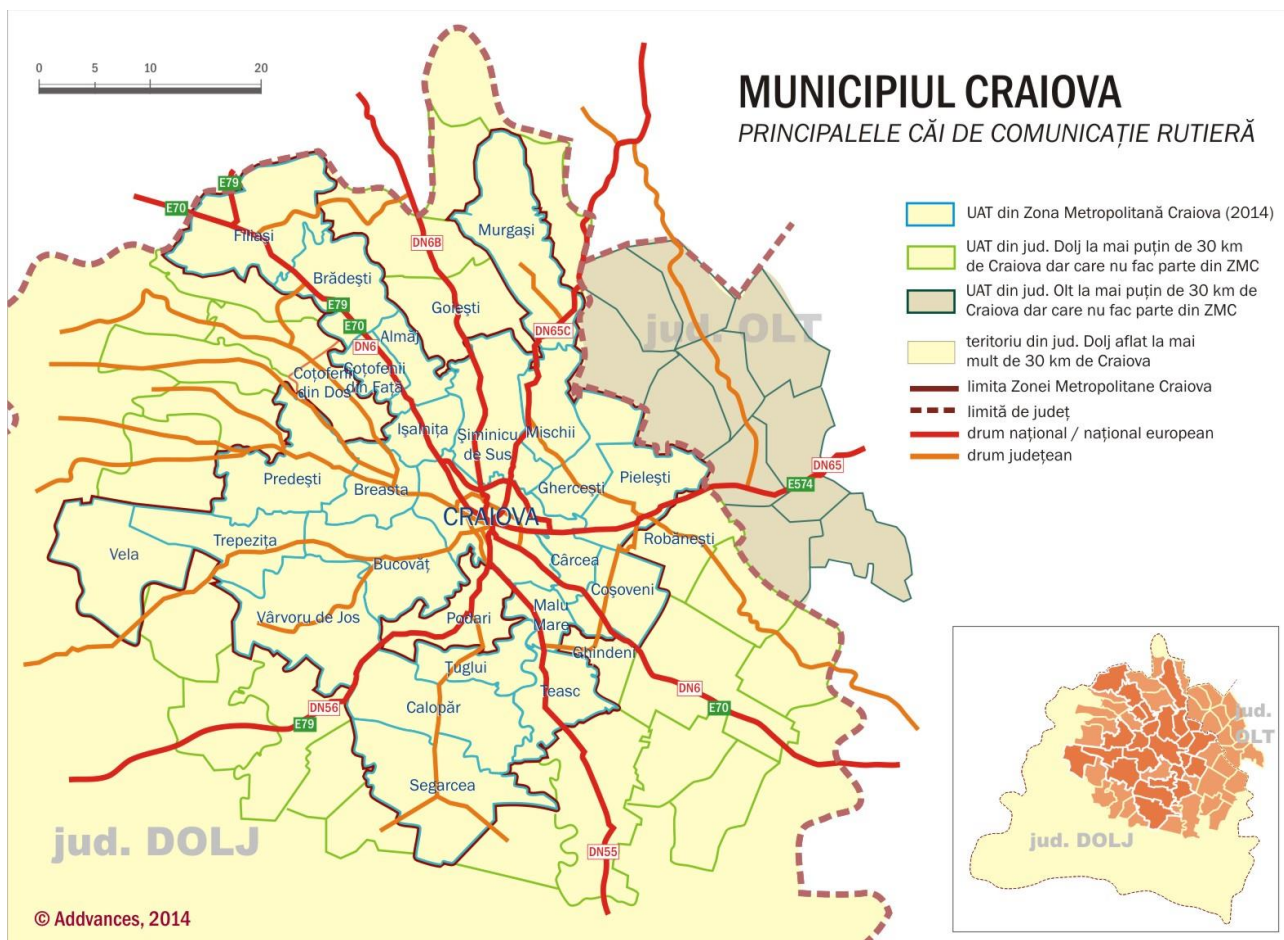 MUNICIPIUL CRAIOVA
PRINCIPALELE CĂI DE COMUNICAȚIE RUTIERĂ
0 5 10 20
UAT din Zona Metropolitană Craiova (2014)
UAT din jud. Dolj la mai puțin de 30 km
de Craiova dar care nu fac parte din ZMC
UAT din jud. Olt la mai puțin de 30 km de
Craiova dar care nu fac parte din ZMC
teritoriu din jud. Dolj aflat la mai
mult de 30 km de Craiova
limita Zonei Metropolitane Craiova
limită de județ
drum național / național european
drum județean
E79
E70
Filiași
DN6B
Murgași
Brădești
E79
Goiești
E70
DN65C
jud. OLT
Almăj
DN6
Coțofenii
din Dos
Coțofenii
din Față
Ișalnița
Șiminicu
de Sus
Mischii
DN65
Predești
Breasta
Ghercești
Pielești
E574
CRAIOVA
Trepezița
Robănești
Vela
Bucovăț
Cârcea
Coșoveni
Vârvoru de Jos
Podari
Malu
Mare
Ghindeni
Țuglui
Teasc
DN6
E70
DN56
E79
Calopăr
Segarcea
jud. DOLJ
DN55
jud.
OLT
jud. DOLJ
© Addvances, 2014